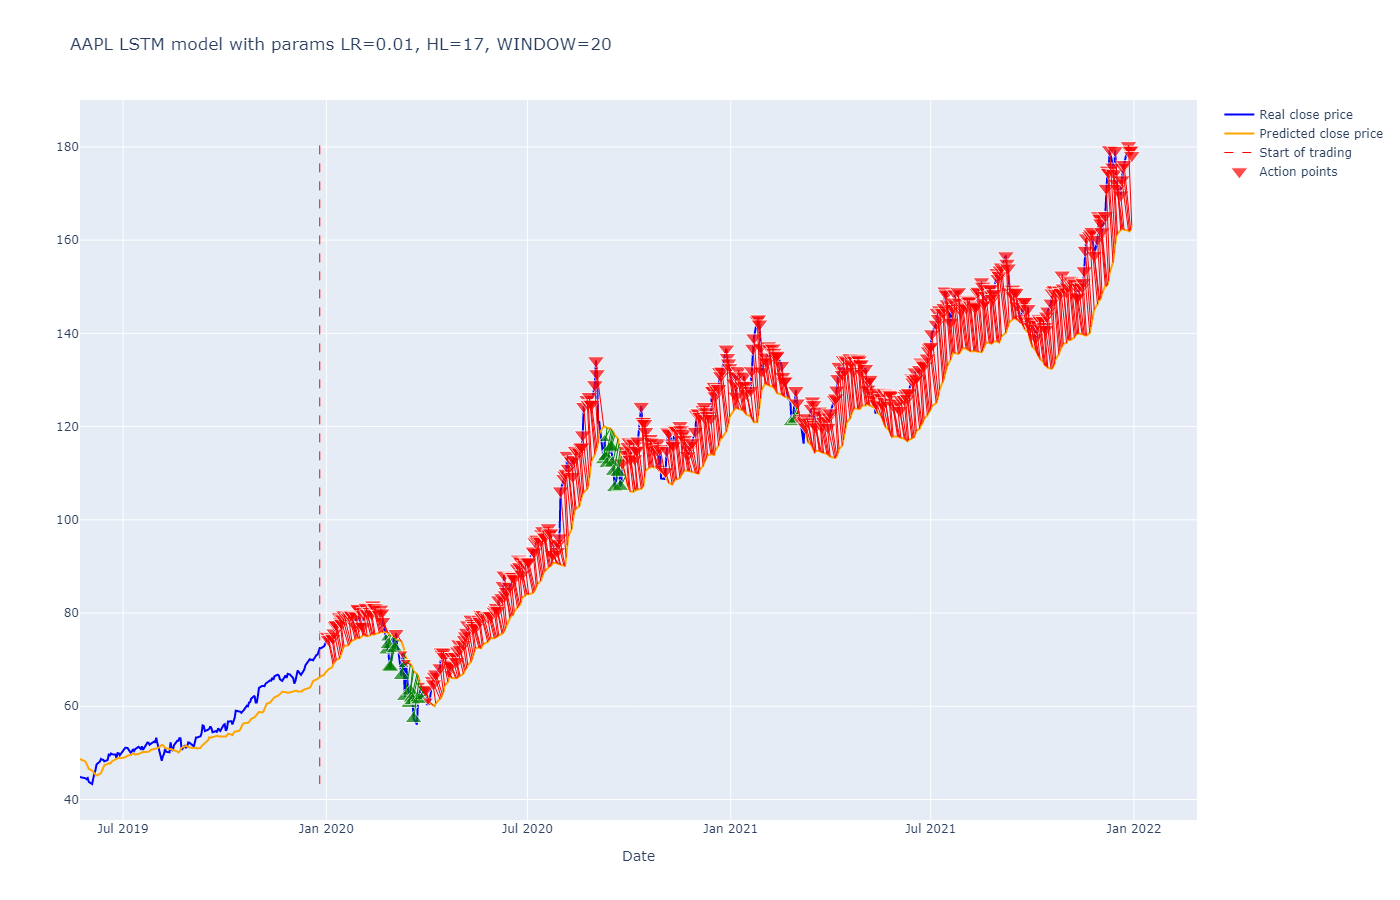 AAPL LSTM model with params LR=0.01, HL=17, WINDOW=20
Real close price
Predicted close price
Start of trading
Action points
180
160
140
120
100
80
60
40
Jul 2019
Jan 2020
Jul 2020
Jan 2021
Jul 2021
Jan 2022
Date